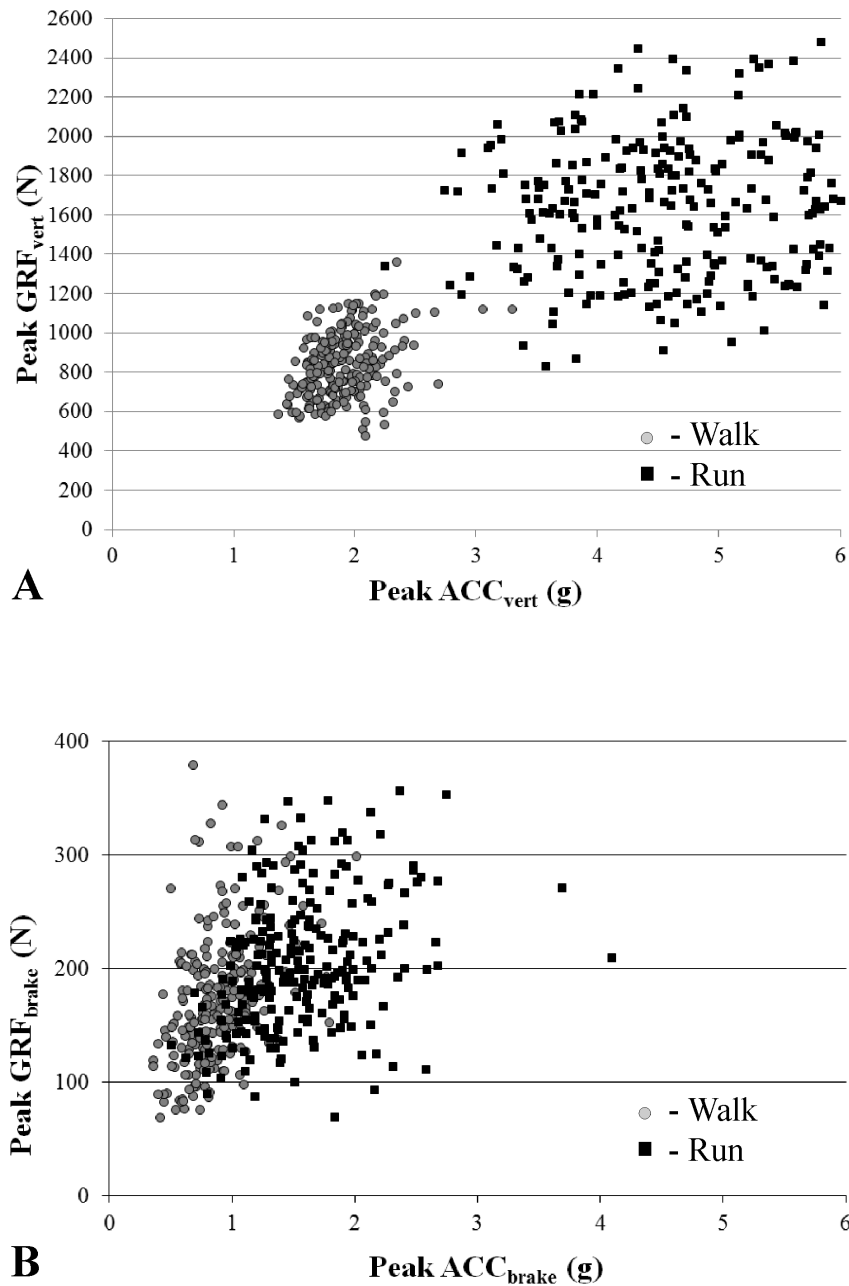 2600
2400
2200
2000
1800
1600
1400
1200
1000
800
600
400
200
0
Peak GRFvert (N)
- Walk
- Run
0 1 2 3 4 5 6
Peak ACCvert (g)
A
400
300
200
100
0
Peak GRFbrake (N)
- Walk
- Run
0 1 2 3 4 5 6
Peak ACCbrake (g)
B